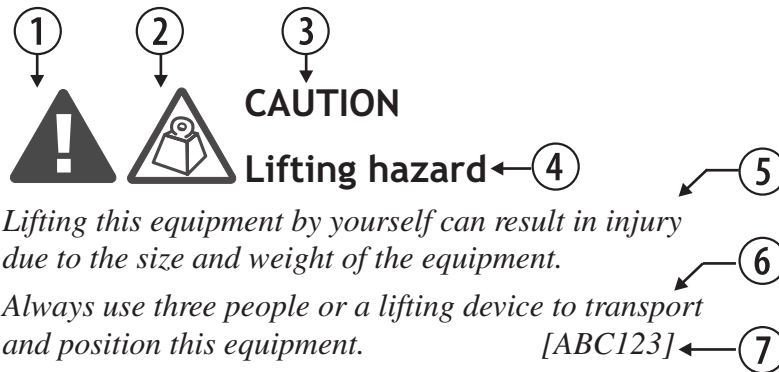 1 2 3
CAUTION
Lifting hazard 4
5
Lifting this equipment by yourself can result in injury
due to the size and weight of the equipment.
6
Always use three people or a lifting device to transport
and position this equipment. [ABC123] 7